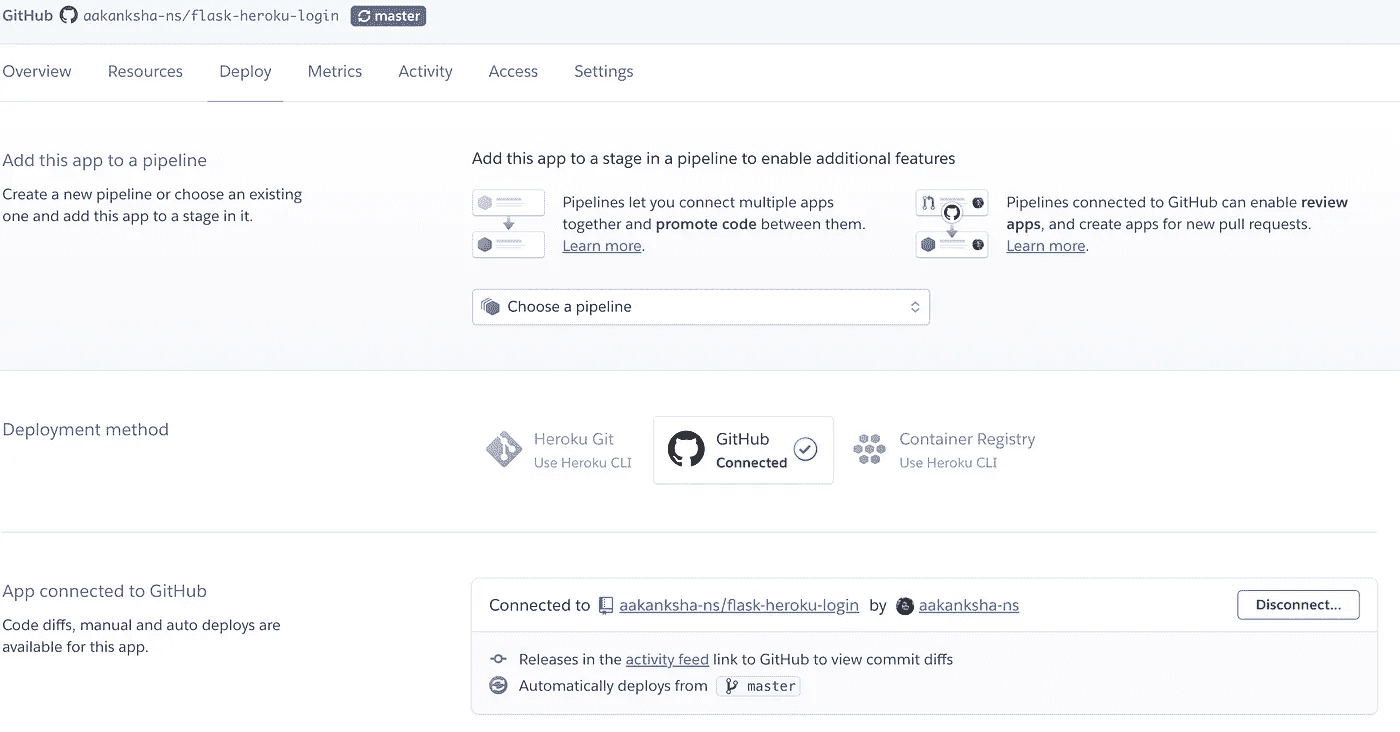 GitHub aakanksha-ns/flask-heroku-login master
Overview Resources Deploy Metrics Activity Access Settings
Add this app to a pipeline
Create a new pipeline or choose an existing
one and add this app to a stage in it.
Add this app to a stage in a pipeline to enable additional features
Pipelines let you connect multiple apps
together and promote code between them.
Learn more.
Pipelines connected to GitHub can enable review
apps, and create apps for new pull requests.
Learn more.
Choose a pipeline
Deployment method
Heroku Git
Use Heroku CLI
GitHub
Connected
Container Registry
Use Heroku CLI
App connected to GitHub
Code diffs, manual and auto deploys are
available for this app.
Connected to aakanksha-ns/flask-heroku-login by aakanksha-ns
Disconnect...
Releases in the activity feed link to GitHub to view commit diffs
Automatically deploys from master